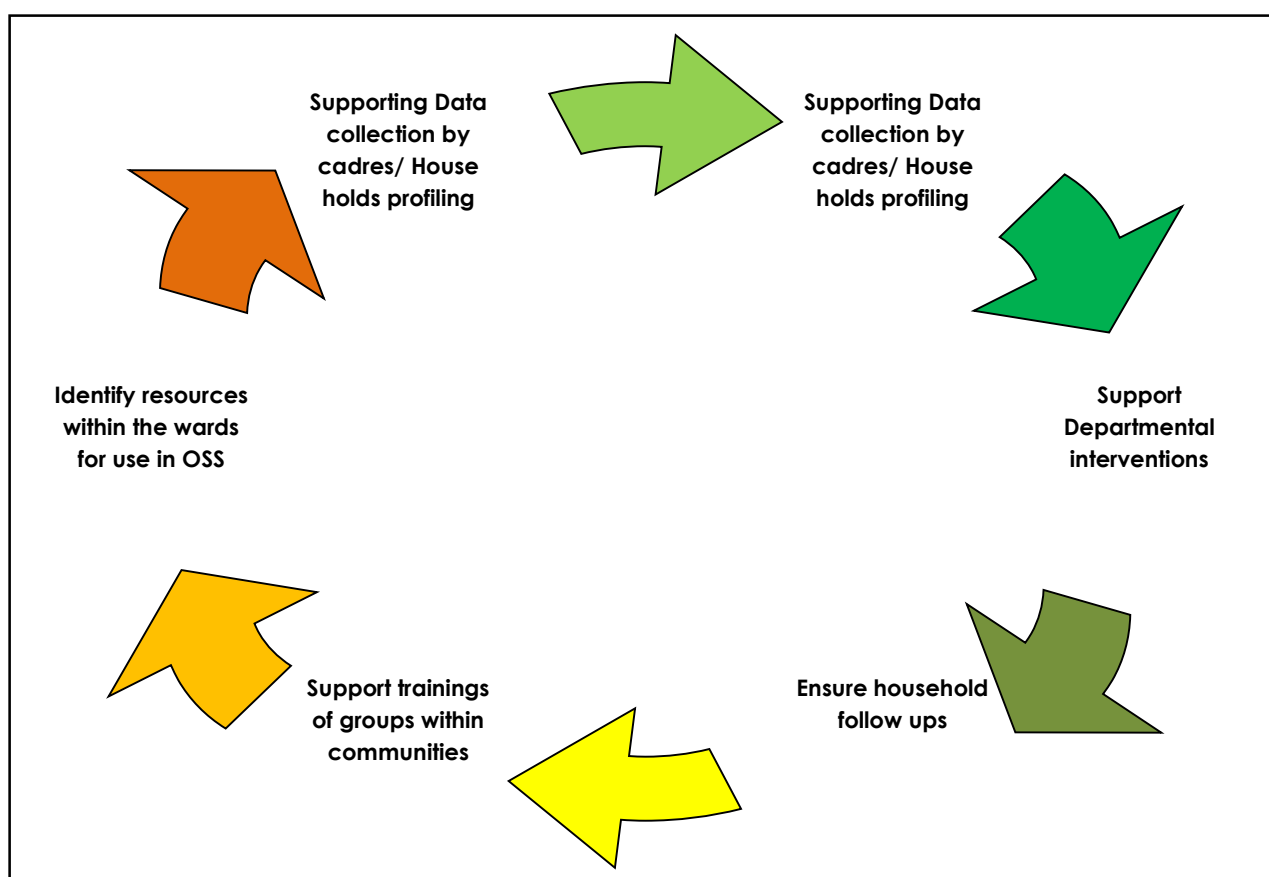 Supporting Data
collection by
cadres/ House
holds profiling
Supporting Data
collection by
cadres/ House
holds profiling
Support
Departmental
interventions
Ensure household
follow ups
Support trainings
of groups within
communities
Identify resources
within the wards
for use in OSS